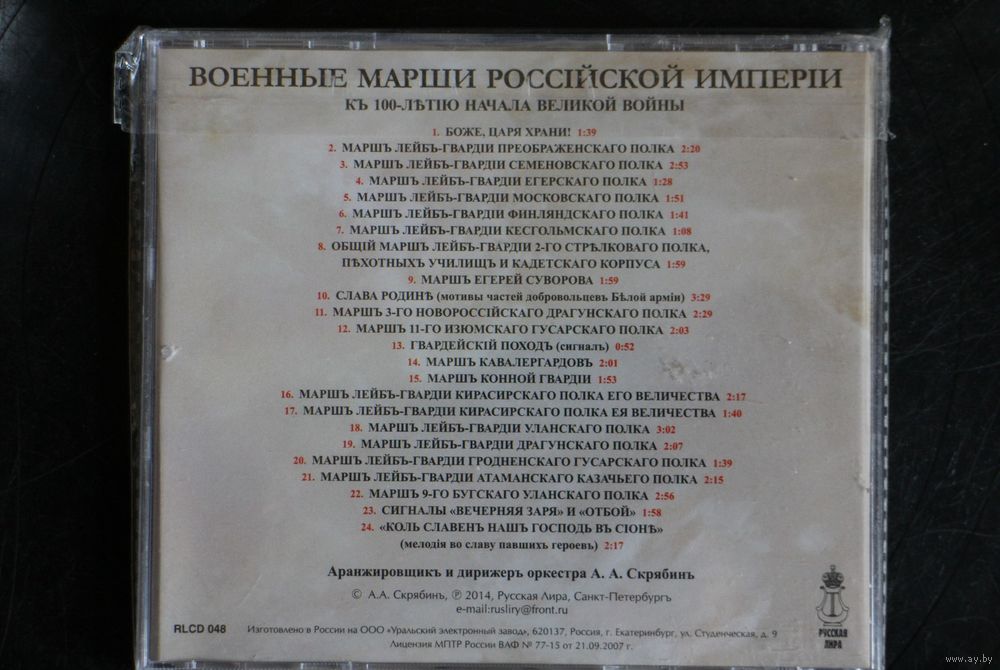 ВОЕННЫЕ МАРШИ РОССІЙСКОЙ ИМПЕРІИ
КЪ 100-ЛѢТІЮ НАЧАЛА ВЕЛИКОЙ ВОЙНЫ
1. БОЖЕ, ЦАРЯ ХРАНИ! 1:39
2. МАРШЪ ЛЕЙБЪ-ГВАРДІИ ПРЕОБРАЖЕНСКАГО ПОЛКА 2:20
3. МАРШЪ ЛЕЙБЪ-ГВАРДІИ СЕМЕНОВСКАГО ПОЛКА 2:53
4. МАРШЪ ЛЕЙБЪ-ГВАРДІИ ЕГЕРСКАГО ПОЛКА 1:28
5. МАРШЪ ЛЕЙБЪ-ГВАРДІИ МОСКОВСКАГО ПОЛКА 1:51
6. МАРШЪ ЛЕЙБЪ-ГВАРДІИ ФИНЛЯНДСКАГО ПОЛКА 1:41
7. МАРШЪ ЛЕЙБЪ-ГВАРДІИ КЕСГОЛЬМСКАГО ПОЛКА 1:08
8. ОБЩІЙ МАРШЪ ЛЕЙБЪ-ГВАРДІИ 2-ГО СТРѢЛКОВАГО ПОЛКА,
ПѢХОТНЫХЪ УЧИЛИЩЪ И КАДЕТСКАГО КОРПУСА 1:59
9. МАРШЪ ЕГЕРЕЙ СУВОРОВА 1:59
10. СЛАВА РОДИНѢ (мотивы частей добровольцевъ Бѣлой арміи) 3:29
11. МАРШЪ 3-ГО НОВОРОССІЙСКАГО ДРАГУНСКАГО ПОЛКА 2:29
12. МАРШЪ 11-ГО ИЗЮМСКАГО ГУСАРСКАГО ПОЛКА 2:03
13. ГВАРДЕЙСКІЙ ПОХОДЪ (сигналъ) 0:52
14. МАРШЪ КАВАЛЕРГАРДОВЪ 2:01
15. МАРШЪ КОННОЙ ГВАРДІИ 1:53
16. МАРШЪ ЛЕЙБЪ-ГВАРДІИ КИРАСИРСКАГО ПОЛКА ЕГО ВЕЛИЧЕСТВА 2:17
17. МАРШЪ ЛЕЙБЪ-ГВАРДІИ КИРАСИРСКАГО ПОЛКА ЕЯ ВЕЛИЧЕСТВА 1:40
18. МАРШЪ ЛЕЙБЪ-ГВАРДІИ УЛАНСКАГО ПОЛКА 3:02
19. МАРШЪ ЛЕЙБЪ-ГВАРДІИ ДРАГУНСКАГО ПОЛКА 2:07
20. МАРШЪ ЛЕЙБЪ-ГВАРДІИ ГРОДНЕНСКАГО ГУСАРСКАГО ПОЛКА 1:39
21. МАРШЪ ЛЕЙБЪ-ГВАРДІИ АТАМАНСКАГО КАЗАЧЬЕГО ПОЛКА 2:15
22. МАРШЪ 9-ГО БУГСКАГО УЛАНСКАГО ПОЛКА 2:56
23. СИГНАЛЫ «ВЕЧЕРНЯЯ ЗАРЯ» И «ОТБОЙ» 1:58
24. «КОЛЬ СЛАВЕНЪ НАШЪ ГОСПОДЬ ВЪ СІОНѢ»
(мелодія во славу павшихъ героевъ) 2:17
Аранжировщикъ и дирижеръ оркестра А. А. Скрябинъ
© А.А. Скрябинъ, ℗ 2014, Русская Лира, Санкт-Петербургъ
e-mail:rusliry@front.ru
RLCD 048
Изготовлено в России на ООО «Уральский электронный завод», 620137, Россия, г. Екатеринбург, ул. Студенческая, д. 9
Лицензия МПТР России ВАФ № 77-15 от 21.09.2007 г.
РУССКАЯ
ЛИРА
www.ay.by